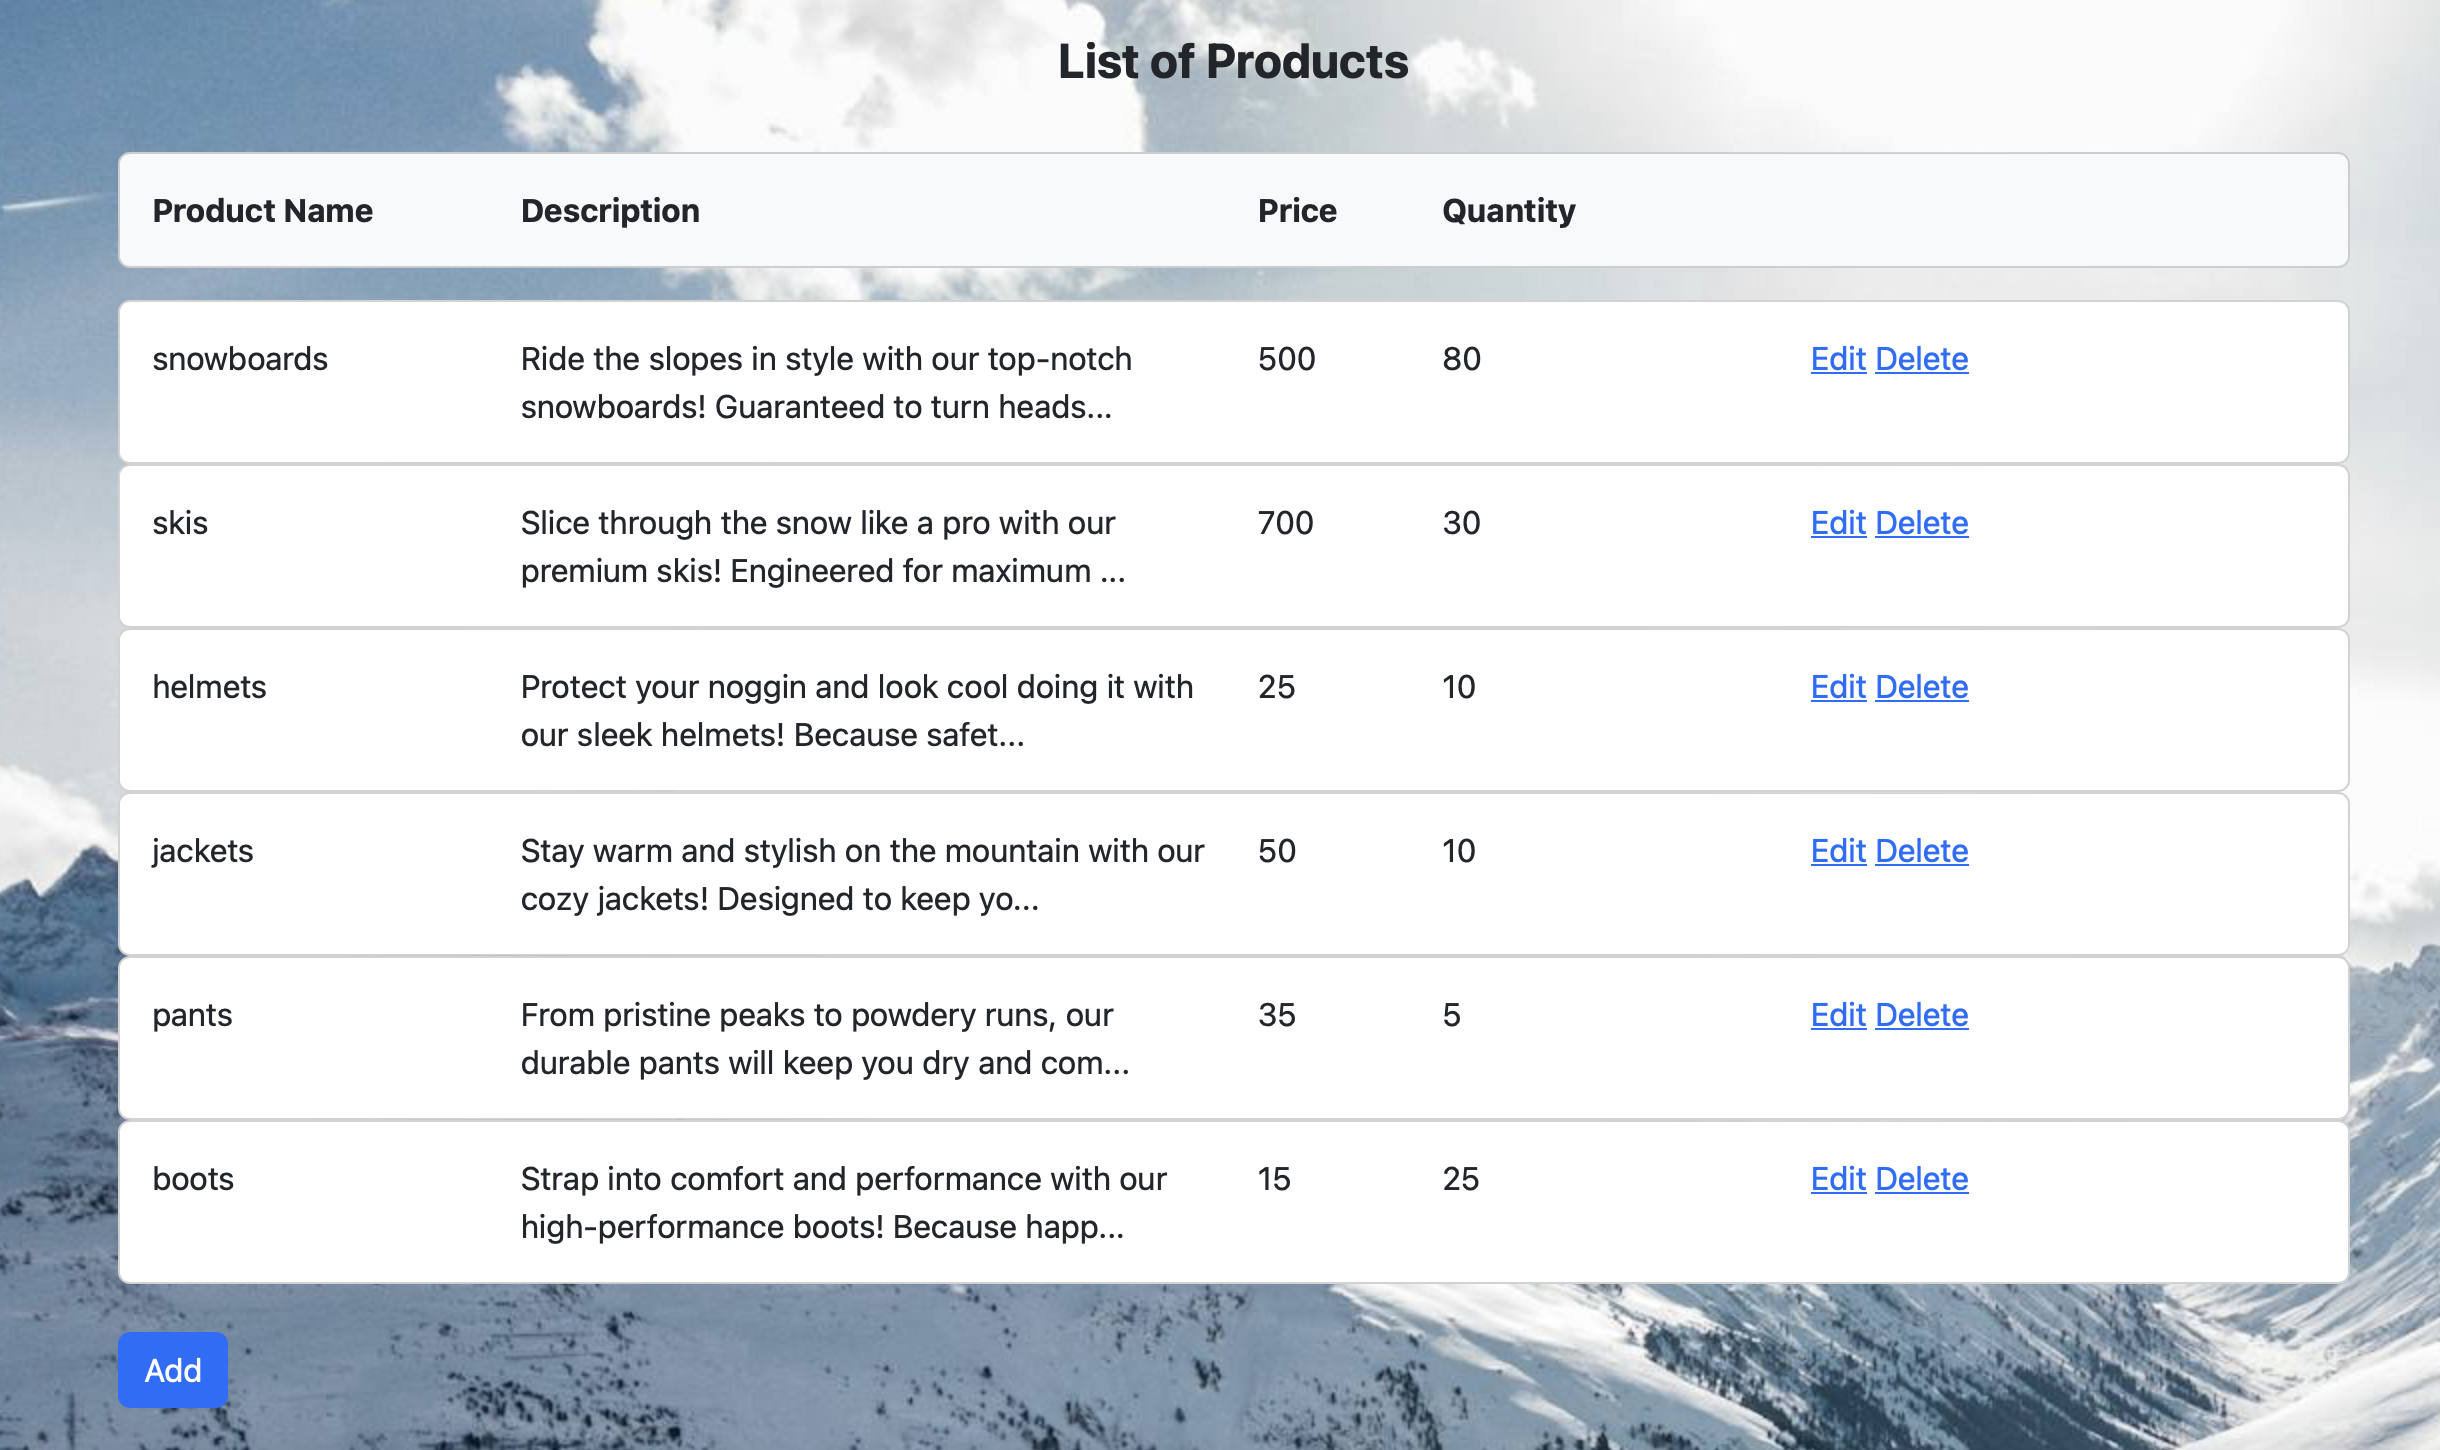 List of Products
Product Name Description Price Quantity
snowboards Ride the slopes in style with our top-notch 500 80 Edit Delete
snowboards! Guaranteed to turn heads...
skis Slice through the snow like a pro with our 700 30 Edit Delete
premium skis! Engineered for maximum ...
helmets Protect your noggin and look cool doing it with 25 10 Edit Delete
our sleek helmets! Because safet...
jackets Stay warm and stylish on the mountain with our 50 10 Edit Delete
cozy jackets! Designed to keep yo...
pants From pristine peaks to powdery runs, our 35 5 Edit Delete
durable pants will keep you dry and com...
boots Strap into comfort and performance with our 15 25 Edit Delete
high-performance boots! Because happ...
Add